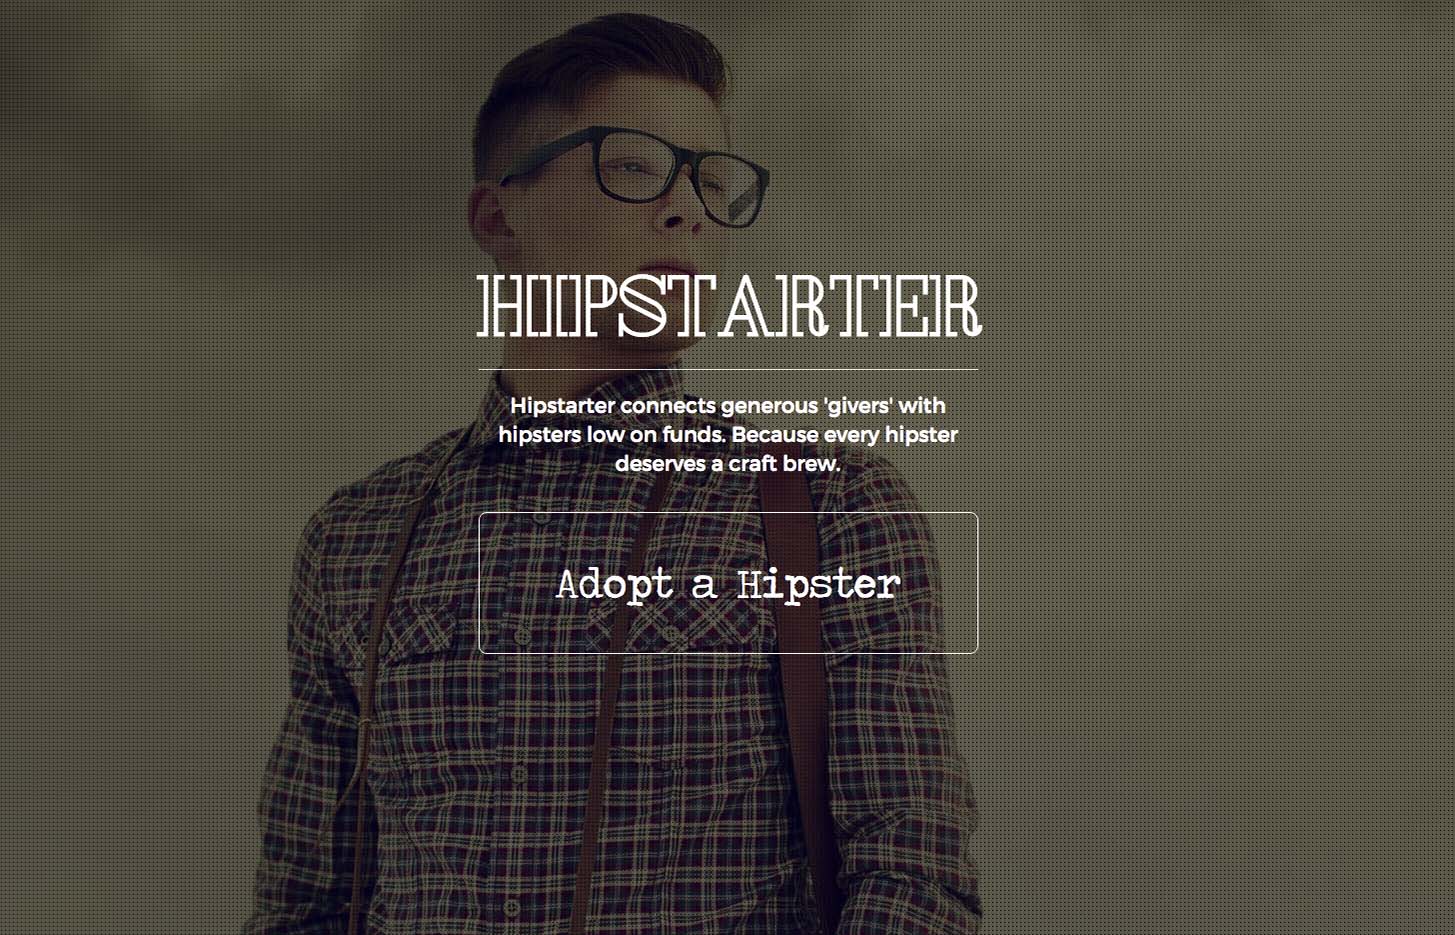 HIPSTARTER
Hipstarter connects generous 'givers' with
hipsters low on funds. Because every hipster
deserves a craft brew.
Adopt a Hipster